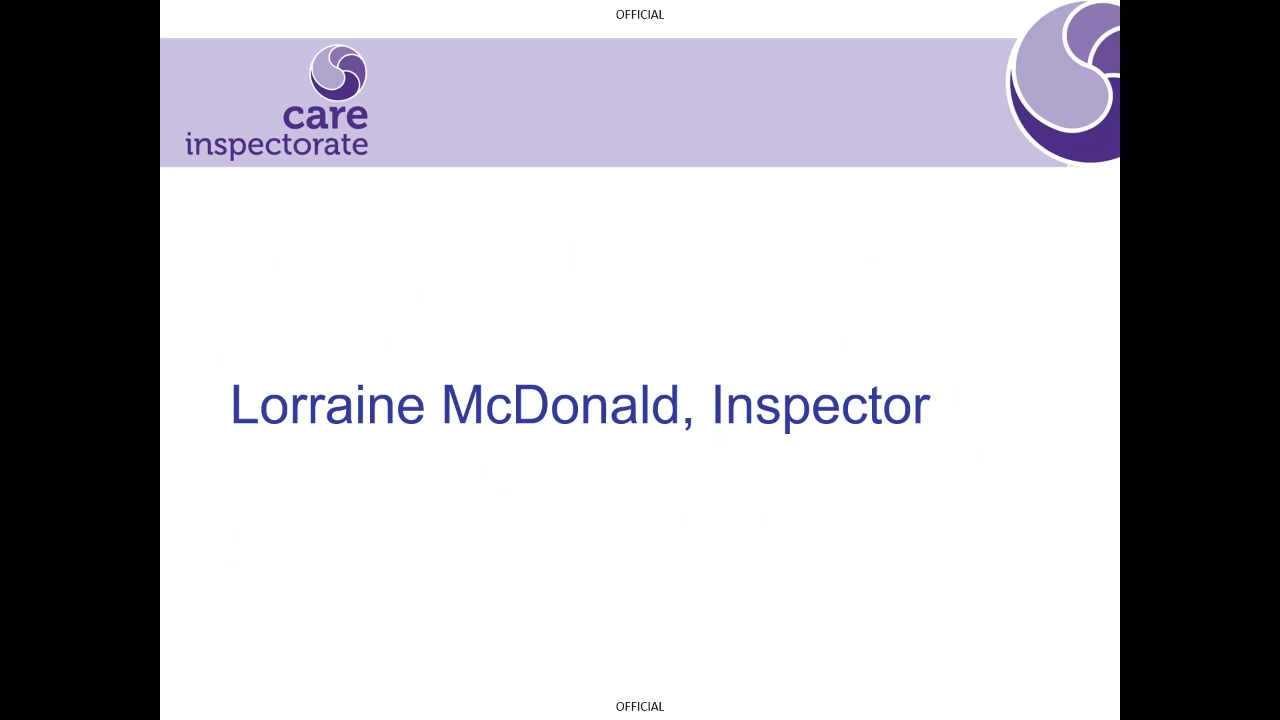 OFFICIAL
care
inspectorate
Lorraine McDonald, Inspector
OFFICIAL